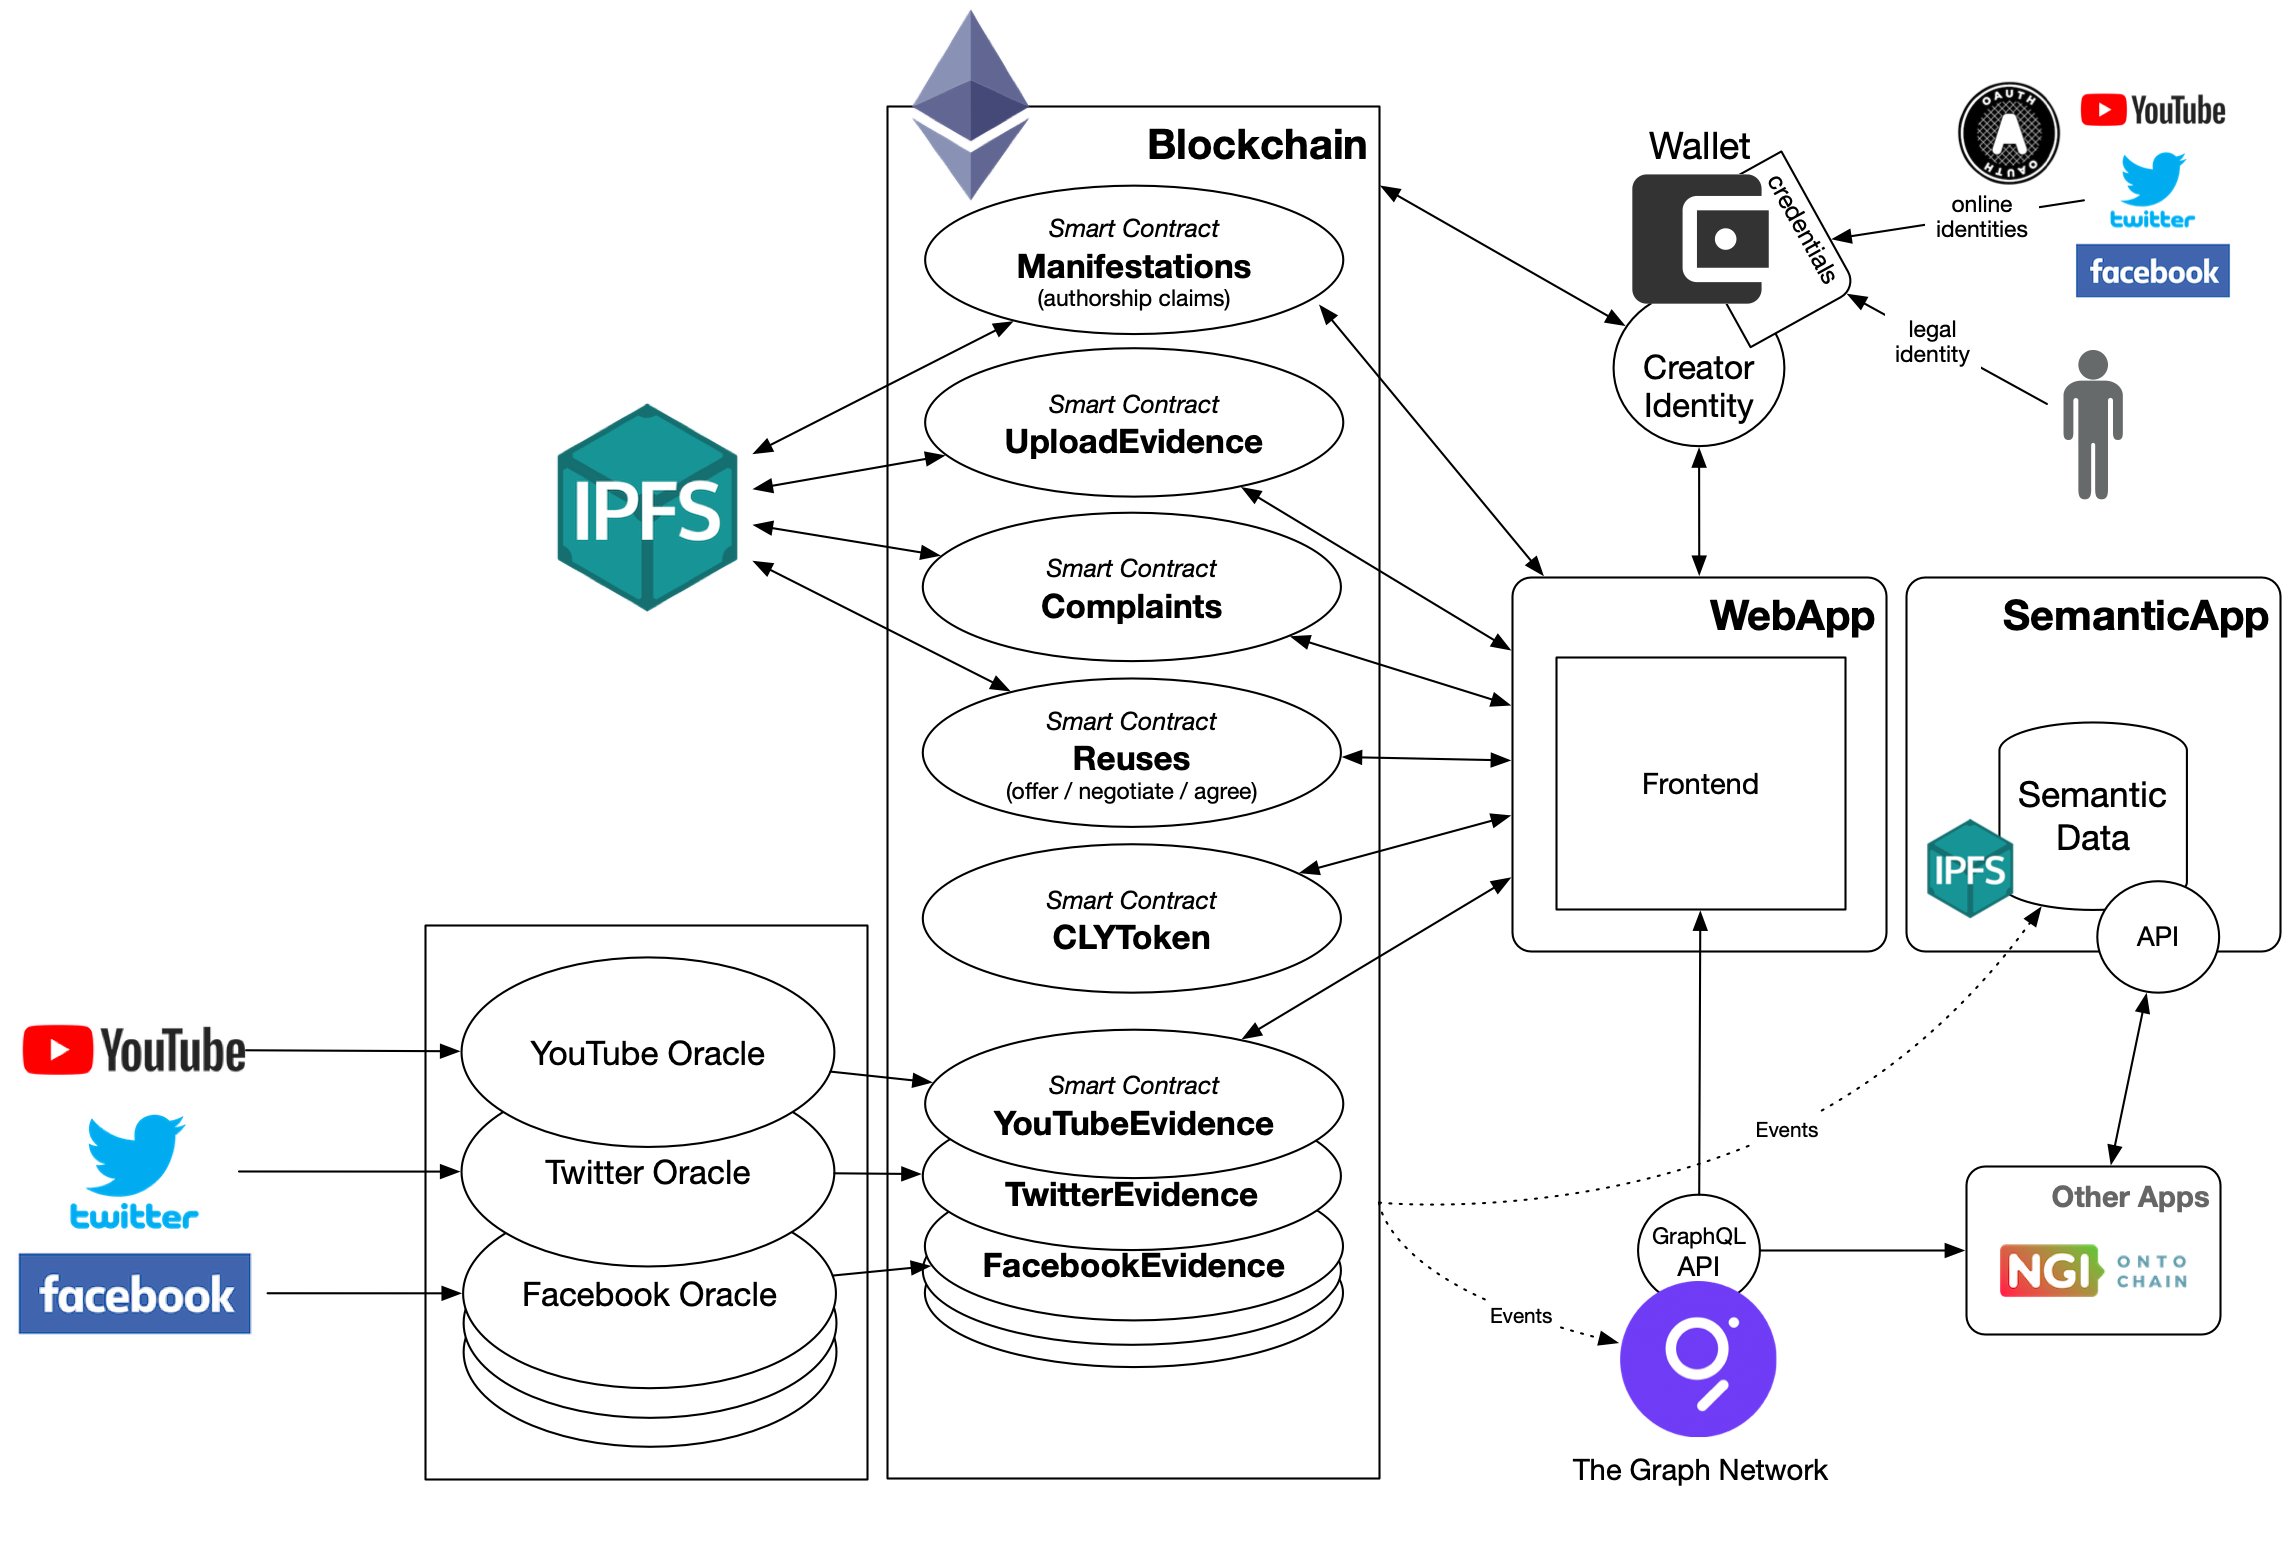 Blockchain
Smart Contract
Manifestations
(authorship claims)
Smart Contract
UploadEvidence
Smart Contract
Complaints
Smart Contract
Reuses
(offer / negotiate / agree)
Smart Contract
CLYToken
Smart Contract
YouTubeEvidence
TwitterEvidence
FacebookEvidence
IPFS
YouTube
twitter
facebook
YouTube Oracle
Twitter Oracle
Facebook Oracle
Wallet
credentials
Creator
Identity
online
identities
legal
identity
OAUTH
A
OAUTH
YouTube
twitter
facebook
WebApp
Frontend
SemanticApp
Semantic
Data
IPFS
API
Events
Events
GraphQL
API
The Graph Network
Other Apps
NGI
ONTO
CHAIN